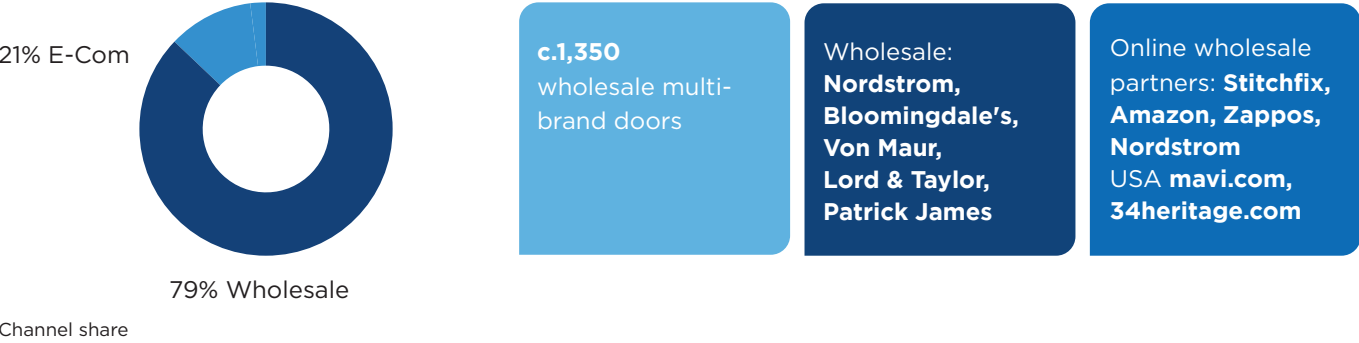 21% E-Com
79% Wholesale
Channel share
c.1,350
wholesale multi-
brand doors
Wholesale:
Nordstrom,
Bloomingdale's,
Von Maur,
Lord & Taylor,
Patrick James
Online wholesale
partners: Stitchfix,
Amazon, Zappos,
Nordstrom
USA mavi.com,
34heritage.com